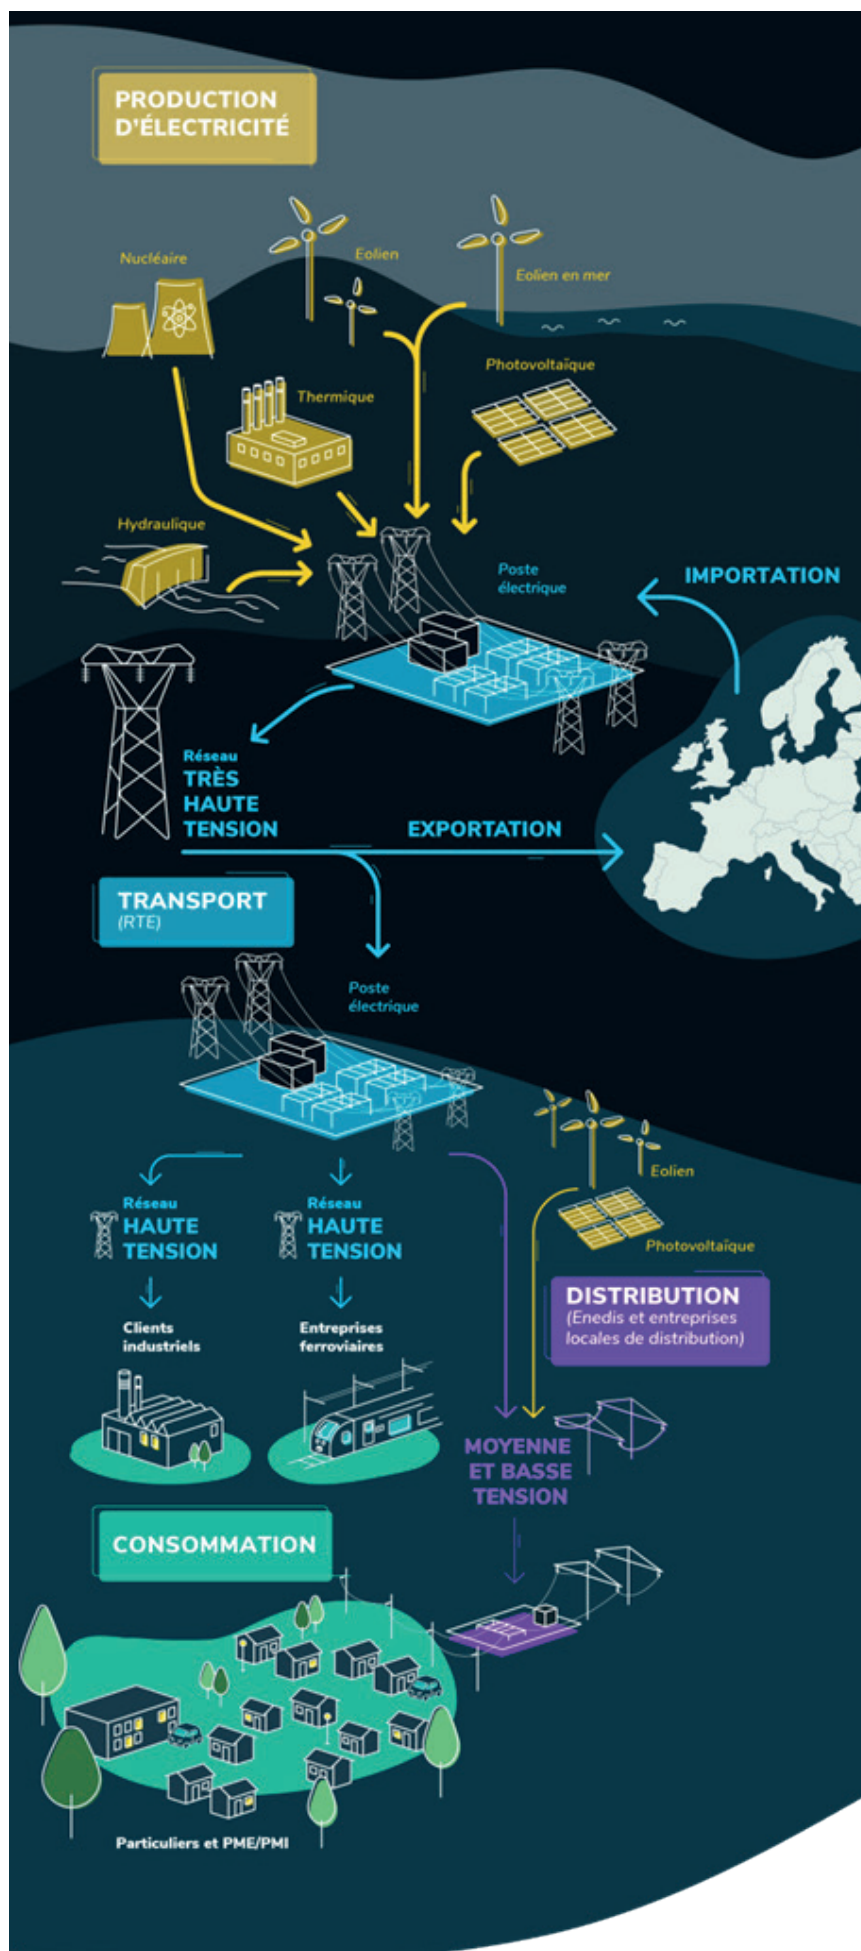 PRODUCTION
D'ÉLECTRICITÉ
Nucléaire
Eolien
Eolien en mer
Thermique
Photovoltaïque
Hydraulique
Poste
électrique
IMPORTATION
Réseau
TRÈS
HAUTE
TENSION
EXPORTATION
TRANSPORT
(RTE)
Poste
électrique
Eolien
Photovoltaïque
Réseau
HAUTE
TENSION
Réseau
HAUTE
TENSION
DISTRIBUTION
(Enedis et entreprises
locales de distribution)
Clients
industriels
Entreprises
ferroviaires
MOYENNE
ET BASSE
TENSION
CONSOMMATION
Particuliers et PME/PMI